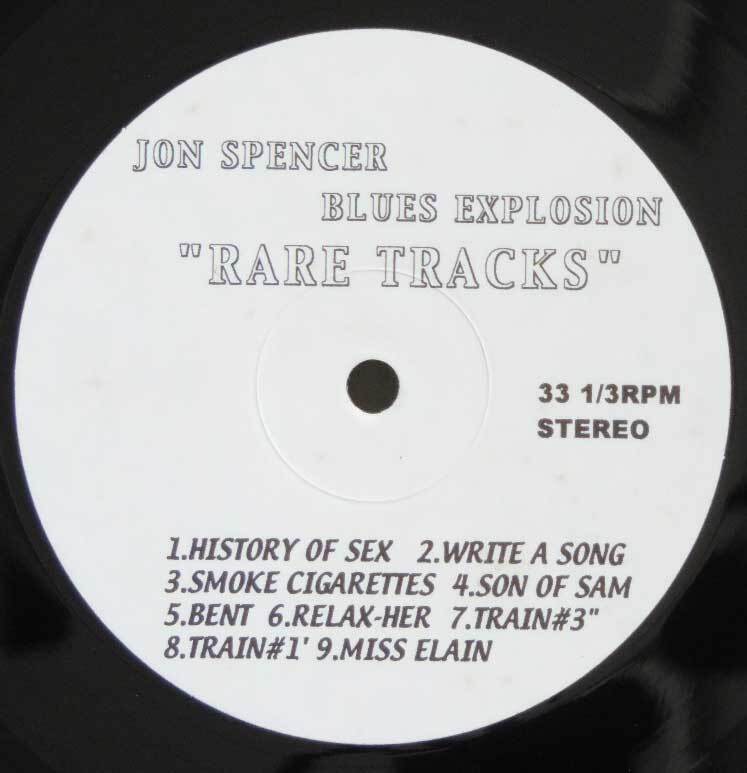 JON SPENCER
BLUES EXPLOSION
"RARE TRACKS"
33 1/3RPM
STEREO
1.HISTORY OF SEX 2.WRITE A SONG
3.SMOKE CIGARETTES 4.SON OF SAM
5.BENT 6.RELAX-HER 7.TRAIN#3"
8.TRAIN#1' 9.MISS ELAIN